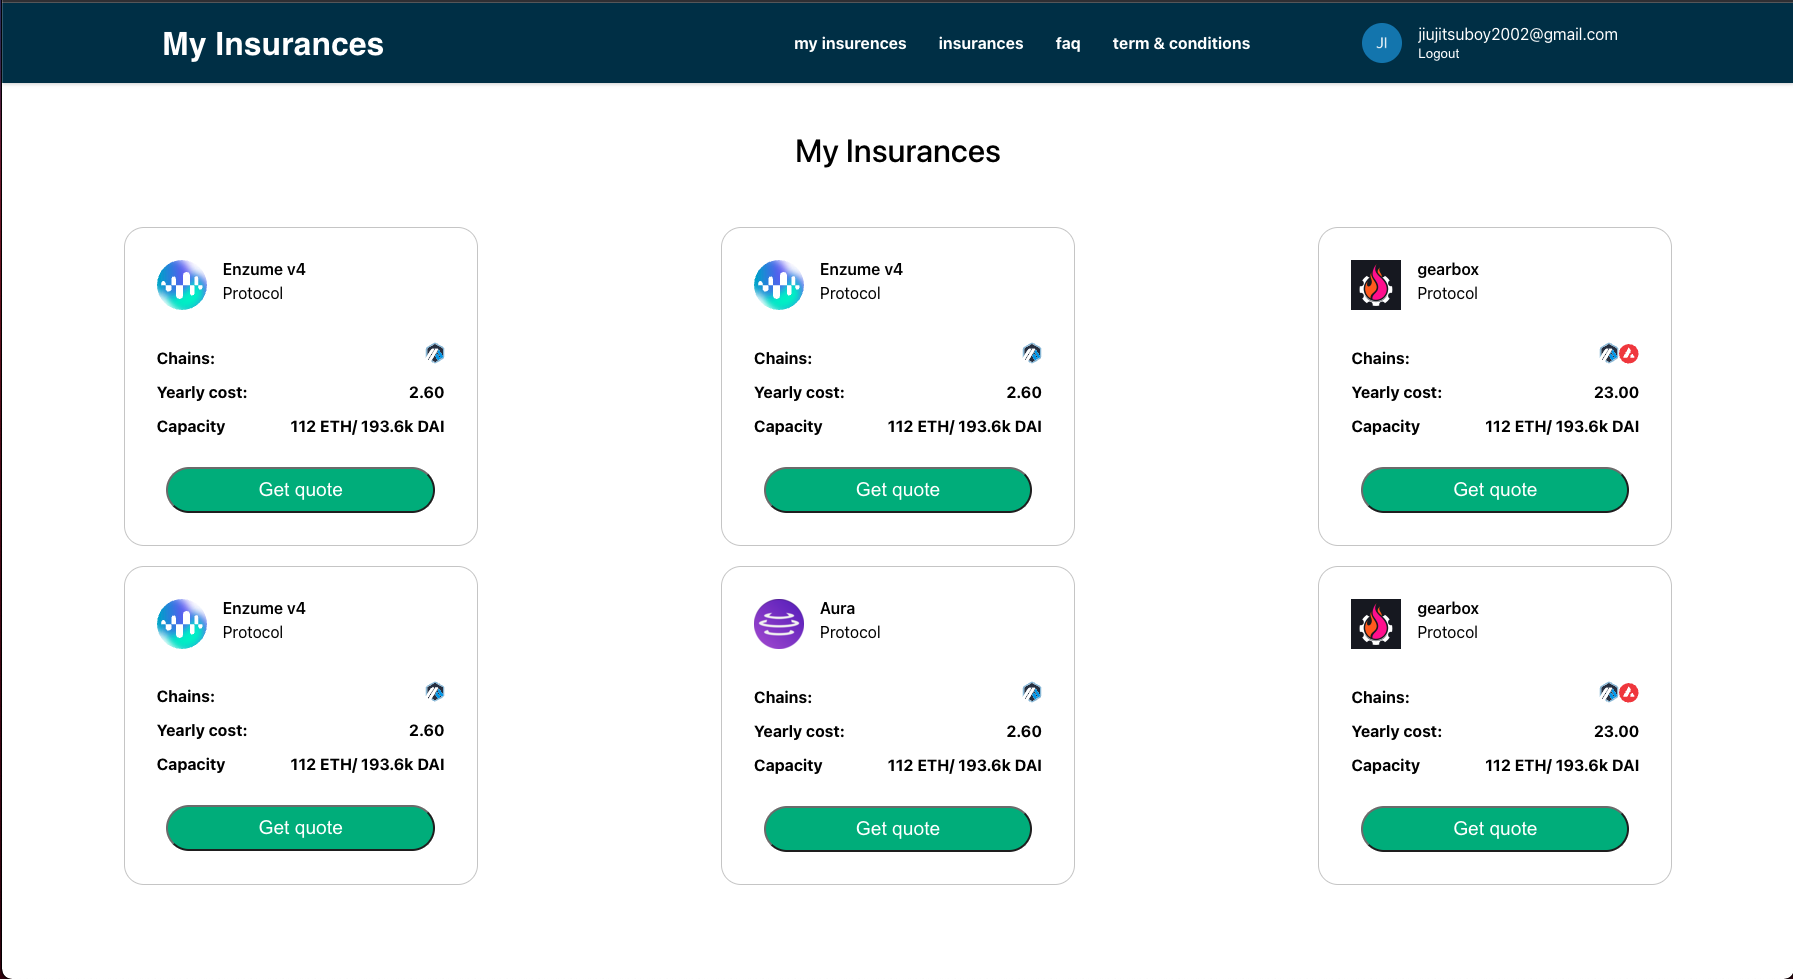 My Insurances
my insurences
insurances
faq
term & conditions
JI
jiujitsuboy2002@gmail.com
Logout
My Insurances
Enzume v4
Protocol
Chains:
Yearly cost: 2.60
Capacity 112 ETH/ 193.6k DAI
Get quote
Enzume v4
Protocol
Chains:
Yearly cost: 2.60
Capacity 112 ETH/ 193.6k DAI
Get quote
gearbox
Protocol
Chains:
Yearly cost: 23.00
Capacity 112 ETH/ 193.6k DAI
Get quote
Enzume v4
Protocol
Chains:
Yearly cost: 2.60
Capacity 112 ETH/ 193.6k DAI
Get quote
Aura
Protocol
Chains:
Yearly cost: 2.60
Capacity 112 ETH/ 193.6k DAI
Get quote
gearbox
Protocol
Chains:
Yearly cost: 23.00
Capacity 112 ETH/ 193.6k DAI
Get quote